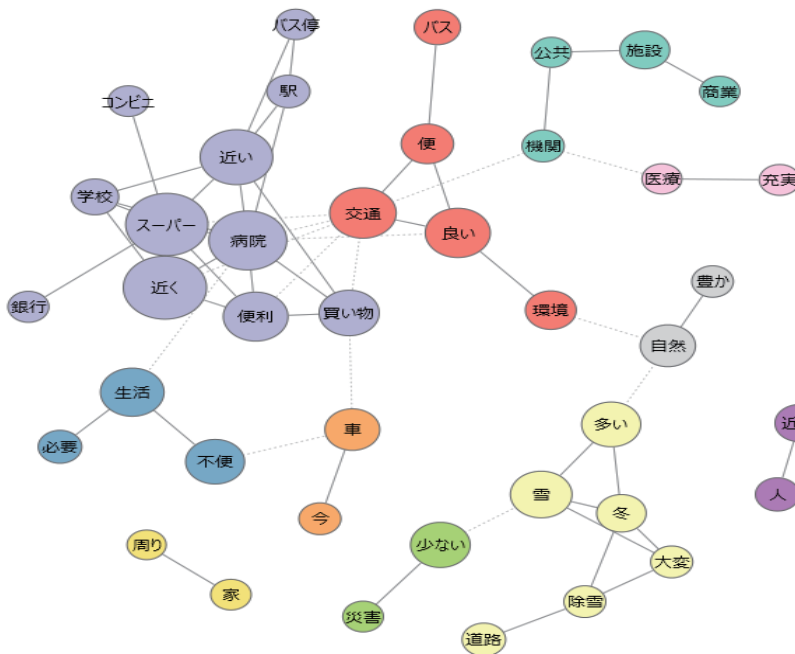 バス停
バス
公共
施設
商業
駅
コンビニ
便
機関
近い
医療
充実
学校
スーパー
交通
良い
病院
近く
豊か
銀行
便利
買い物
環境
自然
生活
多い
車
近
必要
不便
雪
人
今
冬
周り
少ない
大変
家
災害
除雪
道路